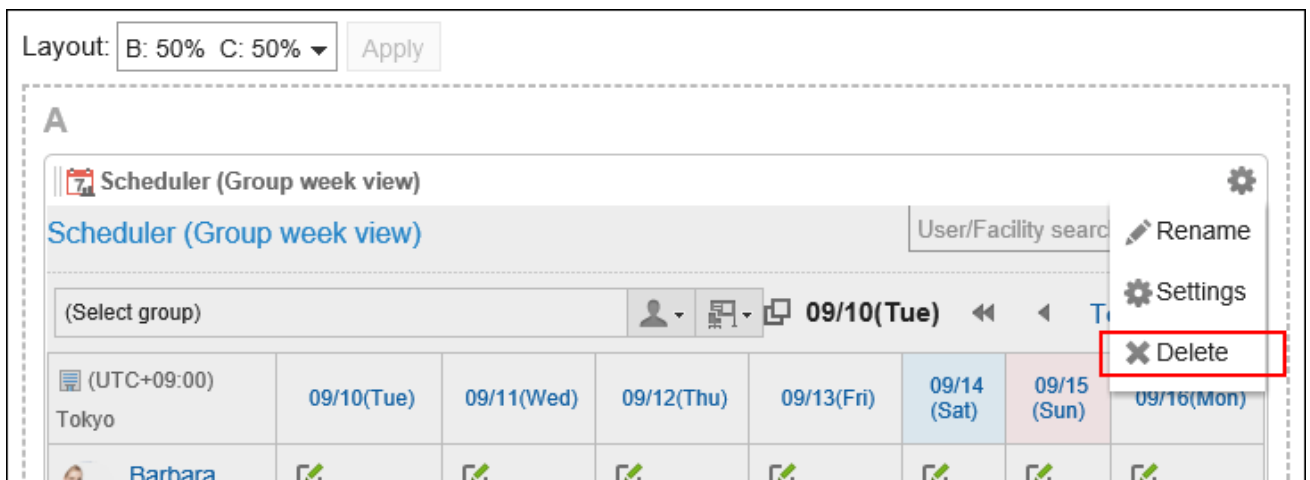 Layout: B: 50% C: 50% Apply
A
Scheduler (Group week view)
Scheduler (Group week view) User/Facility searc
Rename
Settings
Delete
(Select group) 09/10(Tue)
(UTC+09:00)
Tokyo
09/10(Tue) 09/11(Wed) 09/12(Thu) 09/13(Fri) 09/14 (Sat) 09/15 (Sun) 09/16(Mon)
Barbara